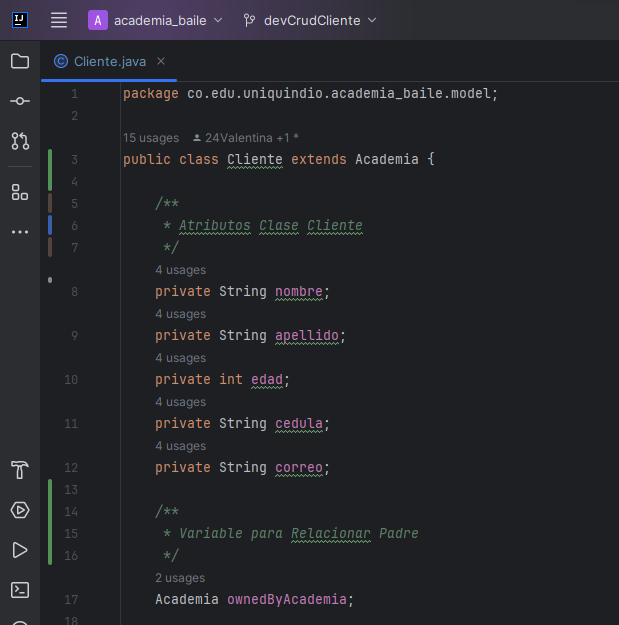 IJ
A academia_baile devCrudCliente
Cliente.java
1 package co.edu.uniquindio.academia_baile.model;
2
15 usages 24Valentina +1 *
3 public class Cliente extends Academia {
4
5 /**
6 * Atributos Clase Cliente
7 */
4 usages
8 private String nombre;
4 usages
9 private String apellido;
4 usages
10 private int edad;
4 usages
11 private String cedula;
4 usages
12 private String correo;
13
14 /**
15 * Variable para Relacionar Padre
16 */
2 usages
17 Academia ownedByAcademia;
18